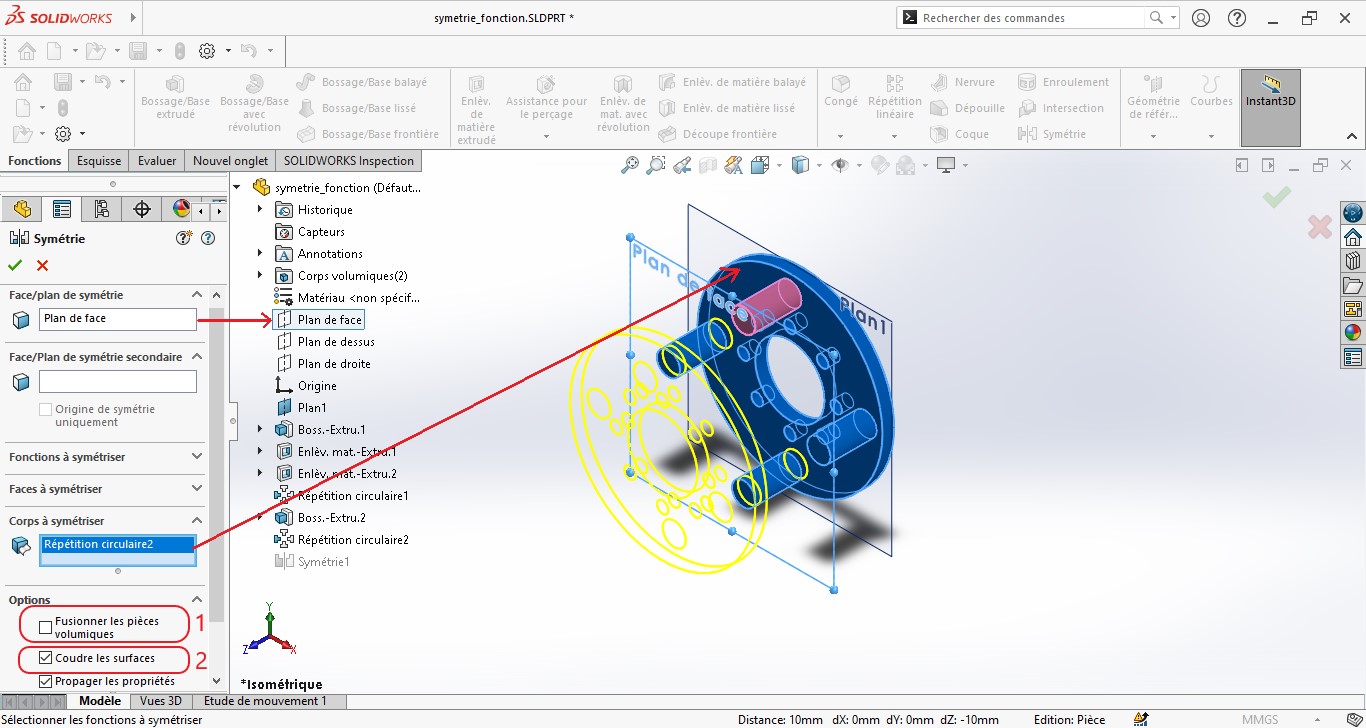 SOLIDWORKS
symetrie_fonction.SLDPRT *
Rechercher des commandes
Bossage/Base extrudé
Bossage/Base avec révolution
Bossage/Base balayé
Bossage/Base lissé
Bossage/Base frontière
Enlèv. de matière extrudé
Assistance pour le perçage
Enlèv. de mat. avec révolution
Enlèv. de matière balayé
Enlèv. de matière lissé
Découpe frontière
Congé
Répétition linéaire
Nervure
Dépouille
Coque
Enroulement
Intersection
Symétrie
Géométrie de référ...
Courbes
Instant3D
Fonctions
Esquisse
Evaluer
Nouvel onglet
SOLIDWORKS Inspection
Symétrie
Face/plan de symétrie
Plan de face
Face/Plan de symétrie secondaire
Origine de symétrie
uniquement
Fonctions à symétriser
Faces à symétriser
Corps à symétriser
Répétition circulaire2
Options
Fusionner les pièces
volumiques
1
Coudre les surfaces
2
Propager les propriétés
symetrie_fonction (Défaut...
Historique
Capteurs
Annotations
Corps volumiques(2)
Matériau <non spécif...
Plan de face
Plan de dessus
Plan de droite
Origine
Plan1
Boss.-Extru.1
Enlèv. mat.-Extru.1
Enlèv. mat.-Extru.2
Répétition circulaire1
Boss.-Extru.2
Répétition circulaire2
Symétrie1
Plan de face
Plan1
Y
Z
X
*Isométrique
Modèle
Vues 3D
Etude de mouvement 1
Sélectionner les fonctions à symétriser
Distance: 10mm dX: 0mm dY: 0mm dZ: -10mm
Edition: Pièce
MMGS